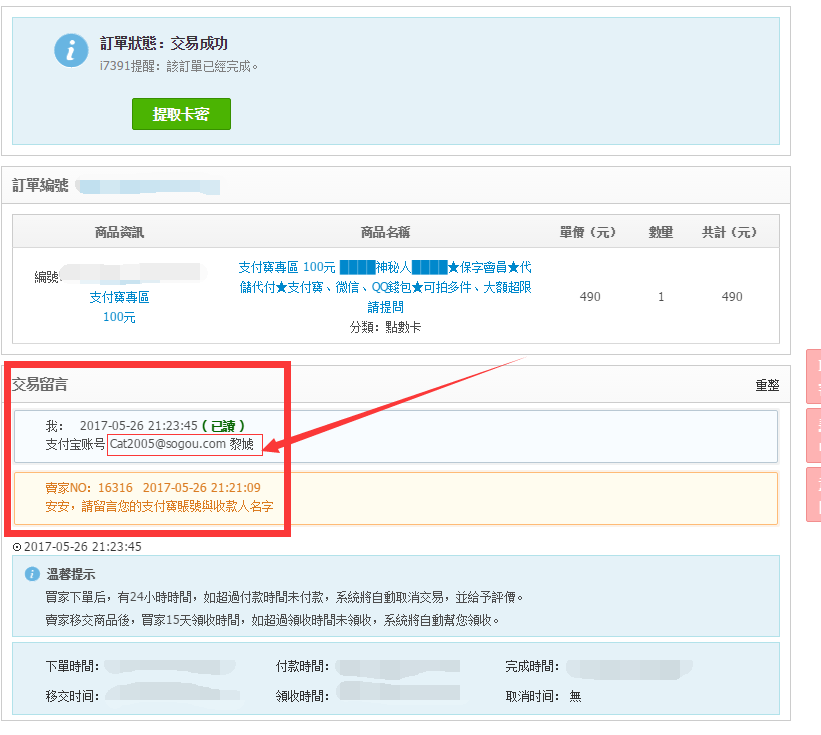 訂單狀態：交易成功
i7391提醒：該訂單已經完成。
提取卡密
訂單編號
商品資訊 商品名稱 單價（元） 數量 共計（元）
編號:
支付寶專區
100元
支付寶專區 100元 ████神秘人████★保字會員★代
儲代付★支付寶、微信、QQ錢包★可拍多件、大額超限
請提問
分類：點數卡
490 1 490
交易留言 重整
我： 2017-05-26 21:23:45 ( 已讀 )
支付宝账号 Cat2005@sogou.com 黎婋
賣家NO：16316 2017-05-26 21:21:09
安安，請留言您的支付寶賬號與收款人名字
2017-05-26 21:23:45
溫馨提示
買家下單后，有24小時時間，如超過付款時間未付款，系統將自動取消交易，並給予評價。
賣家移交商品後，買家15天領收時間，如超過領收時間未領收，系統將自動幫您領收。
下單時間： 付款時間： 完成時間：
移交时间： 領收時間： 取消时间： 無